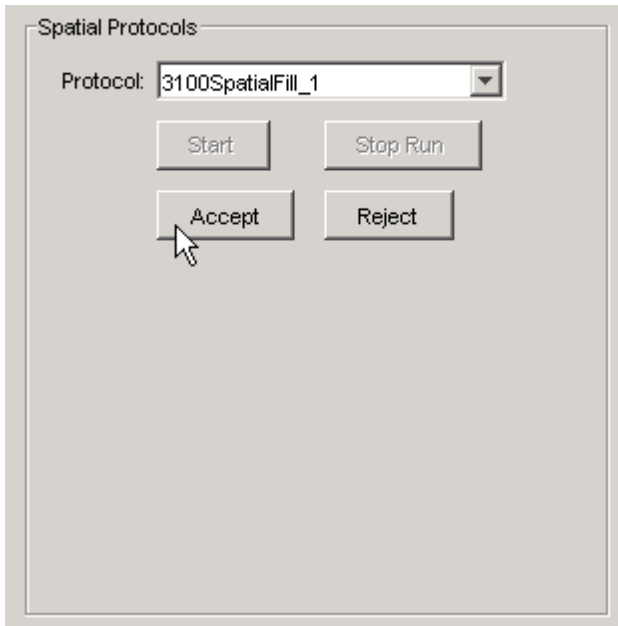 Spatial Protocols
Protocol: 3100SpatialFill_1
Start Stop Run
Accept Reject